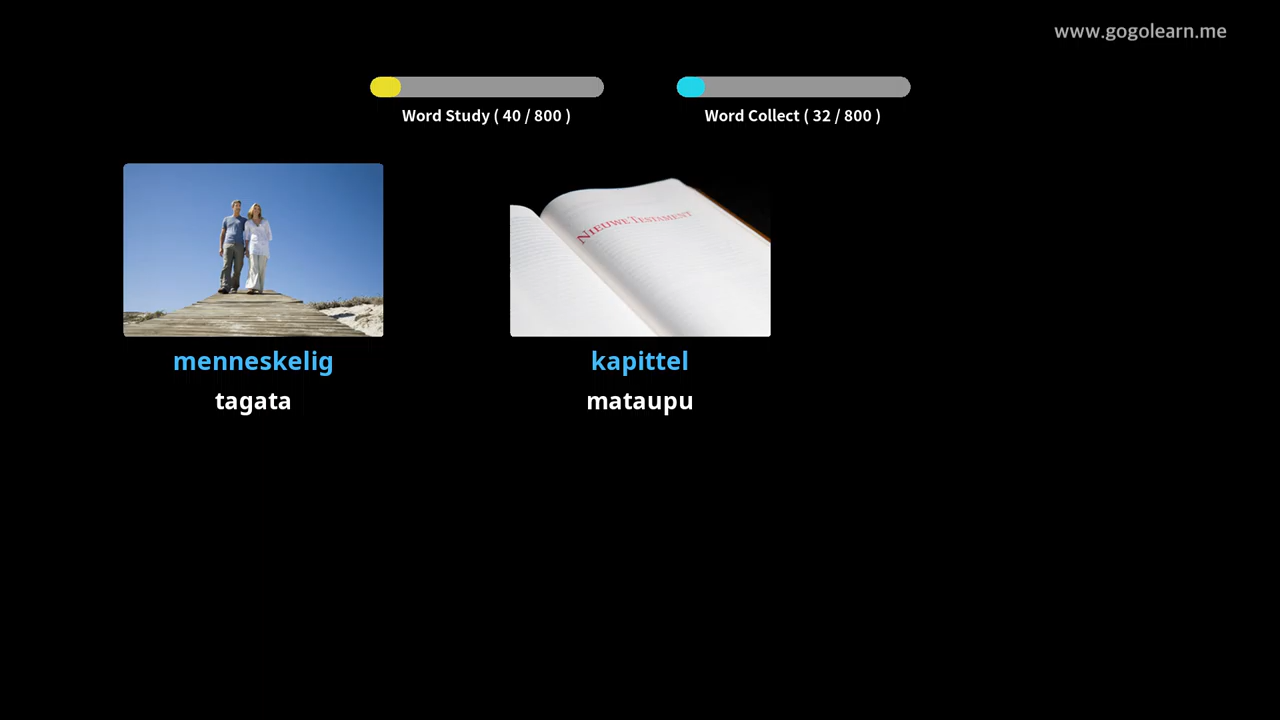 www.gogolearn.me
Word Study ( 40 / 800 )
Word Collect ( 32 / 800 )
NIEUWE TESTAMENT
menneskelig
kapittel
tagata
mataupu